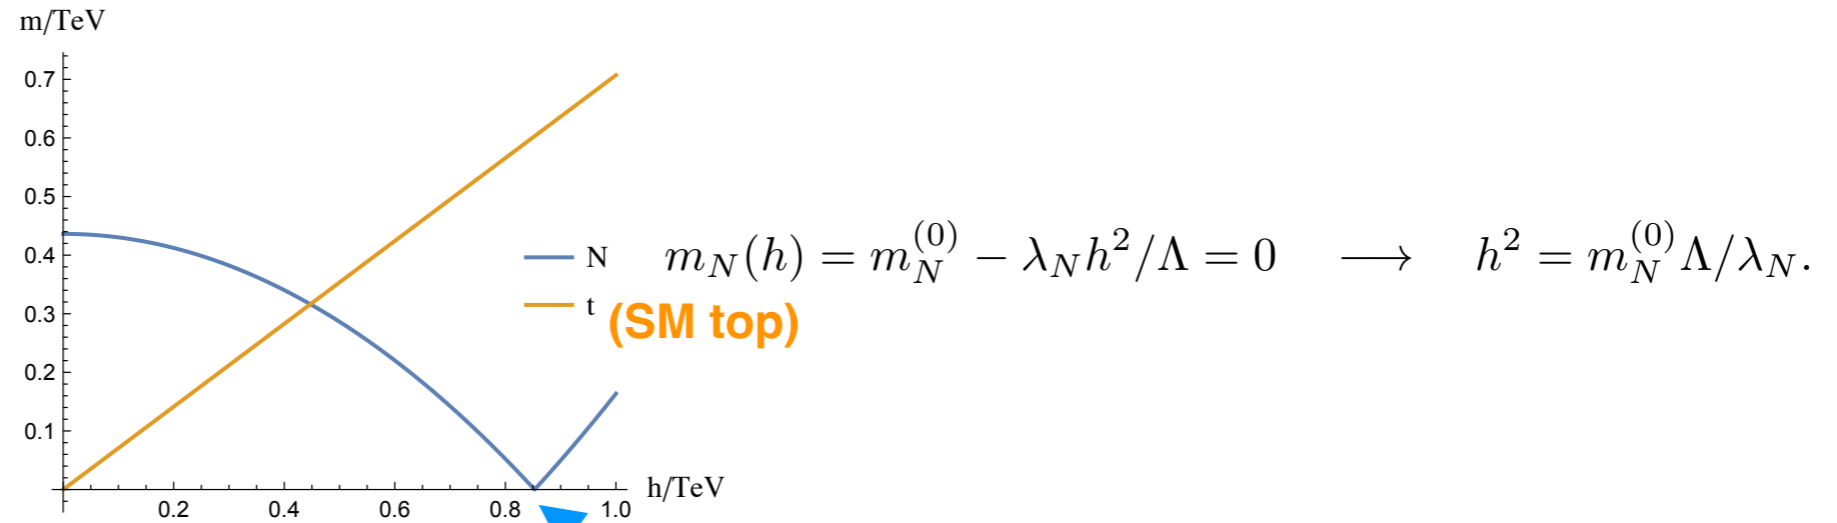 m/TeV
0.7
0.6
0.5
0.4
0.3
0.2
0.1
0.2 0.4 0.6 0.8 1.0
h/TeV
N
t (SM top)
m_N(h) = m_N^{(0)} − λ_N h^2/Λ = 0 ⟶ h^2 = m_N^{(0)} Λ/λ_N.